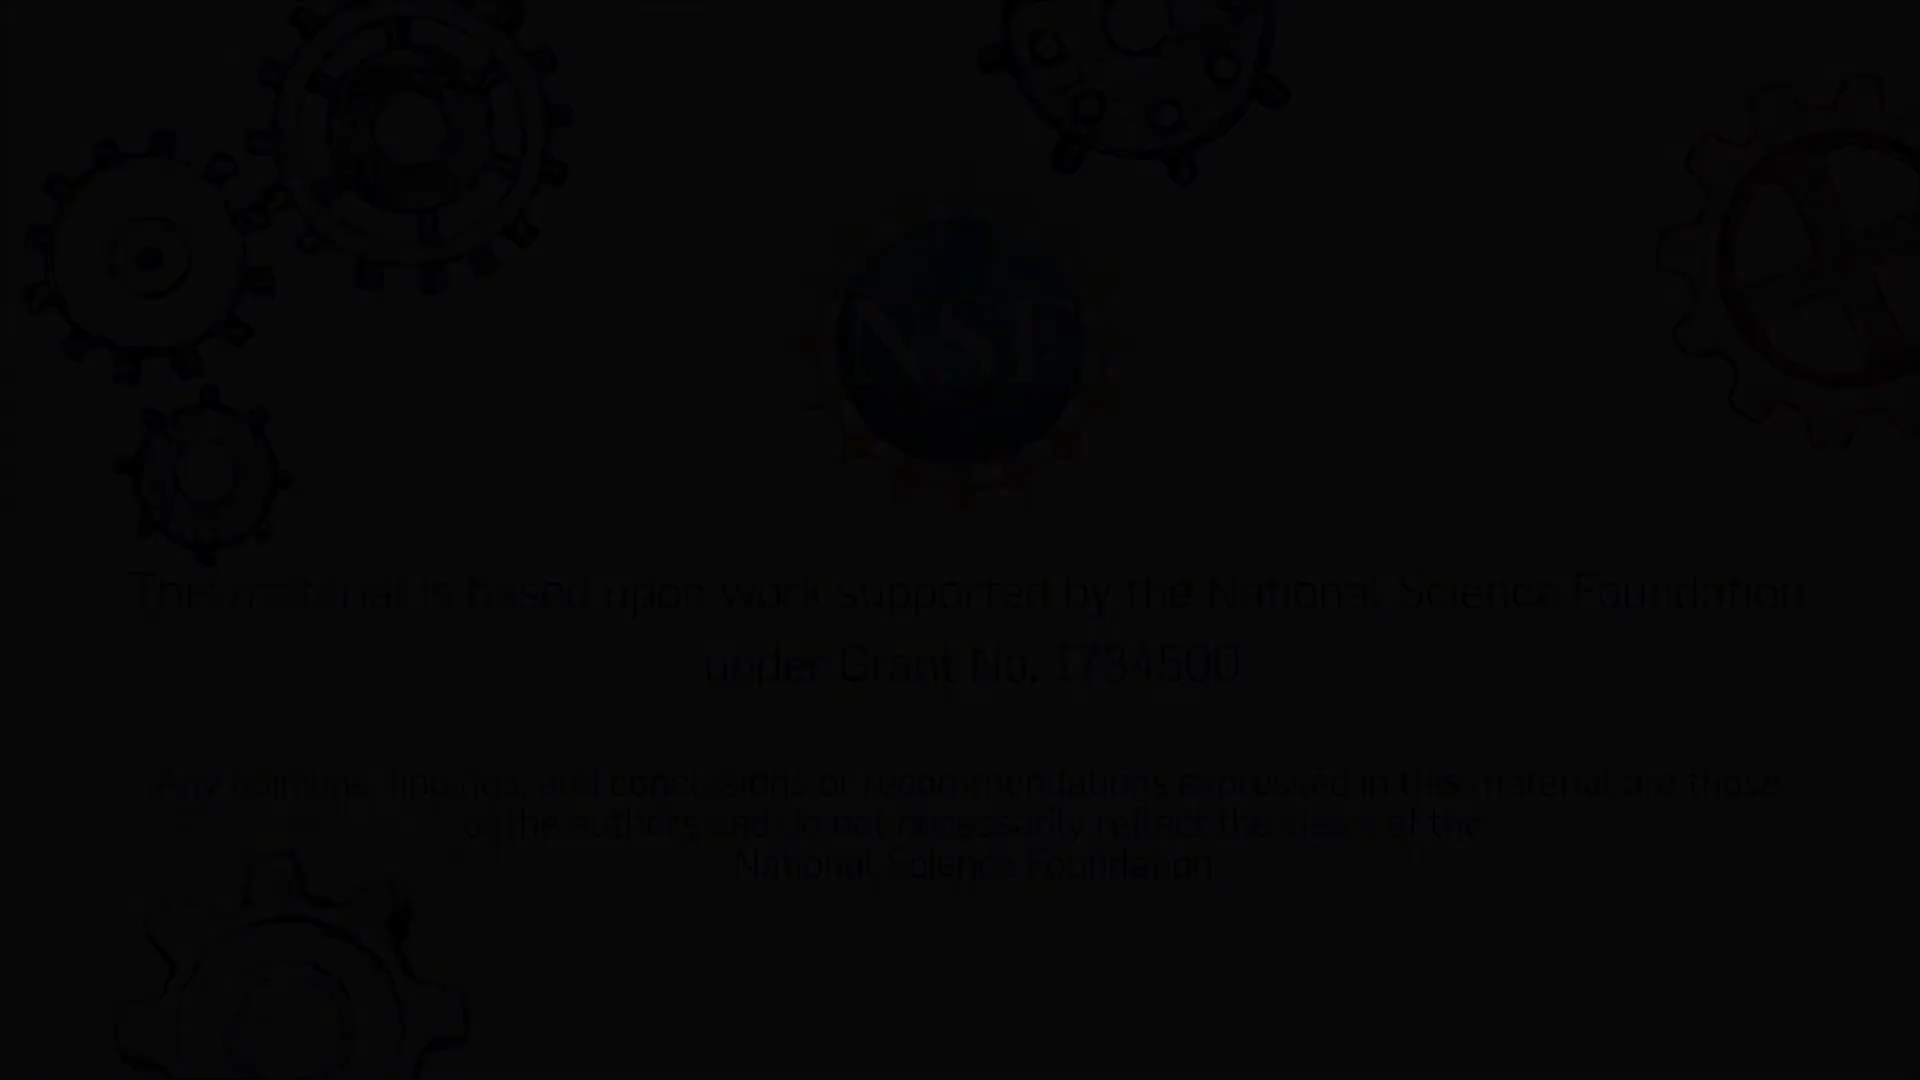 NSF
This material is based upon work supported by the National Science Foundation
under Grant No. 1734500
Any opinions, findings, and conclusions or recommendations expressed in this material are those
of the authors and do not necessarily reflect the views of the
National Science Foundation